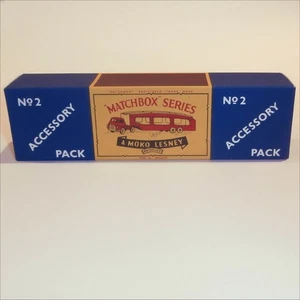 Nº2
ACCESSORY
PACK
"MATCHBOX" SERIES
A MOKO LESNEY
Nº2
ACCESSORY
PACK